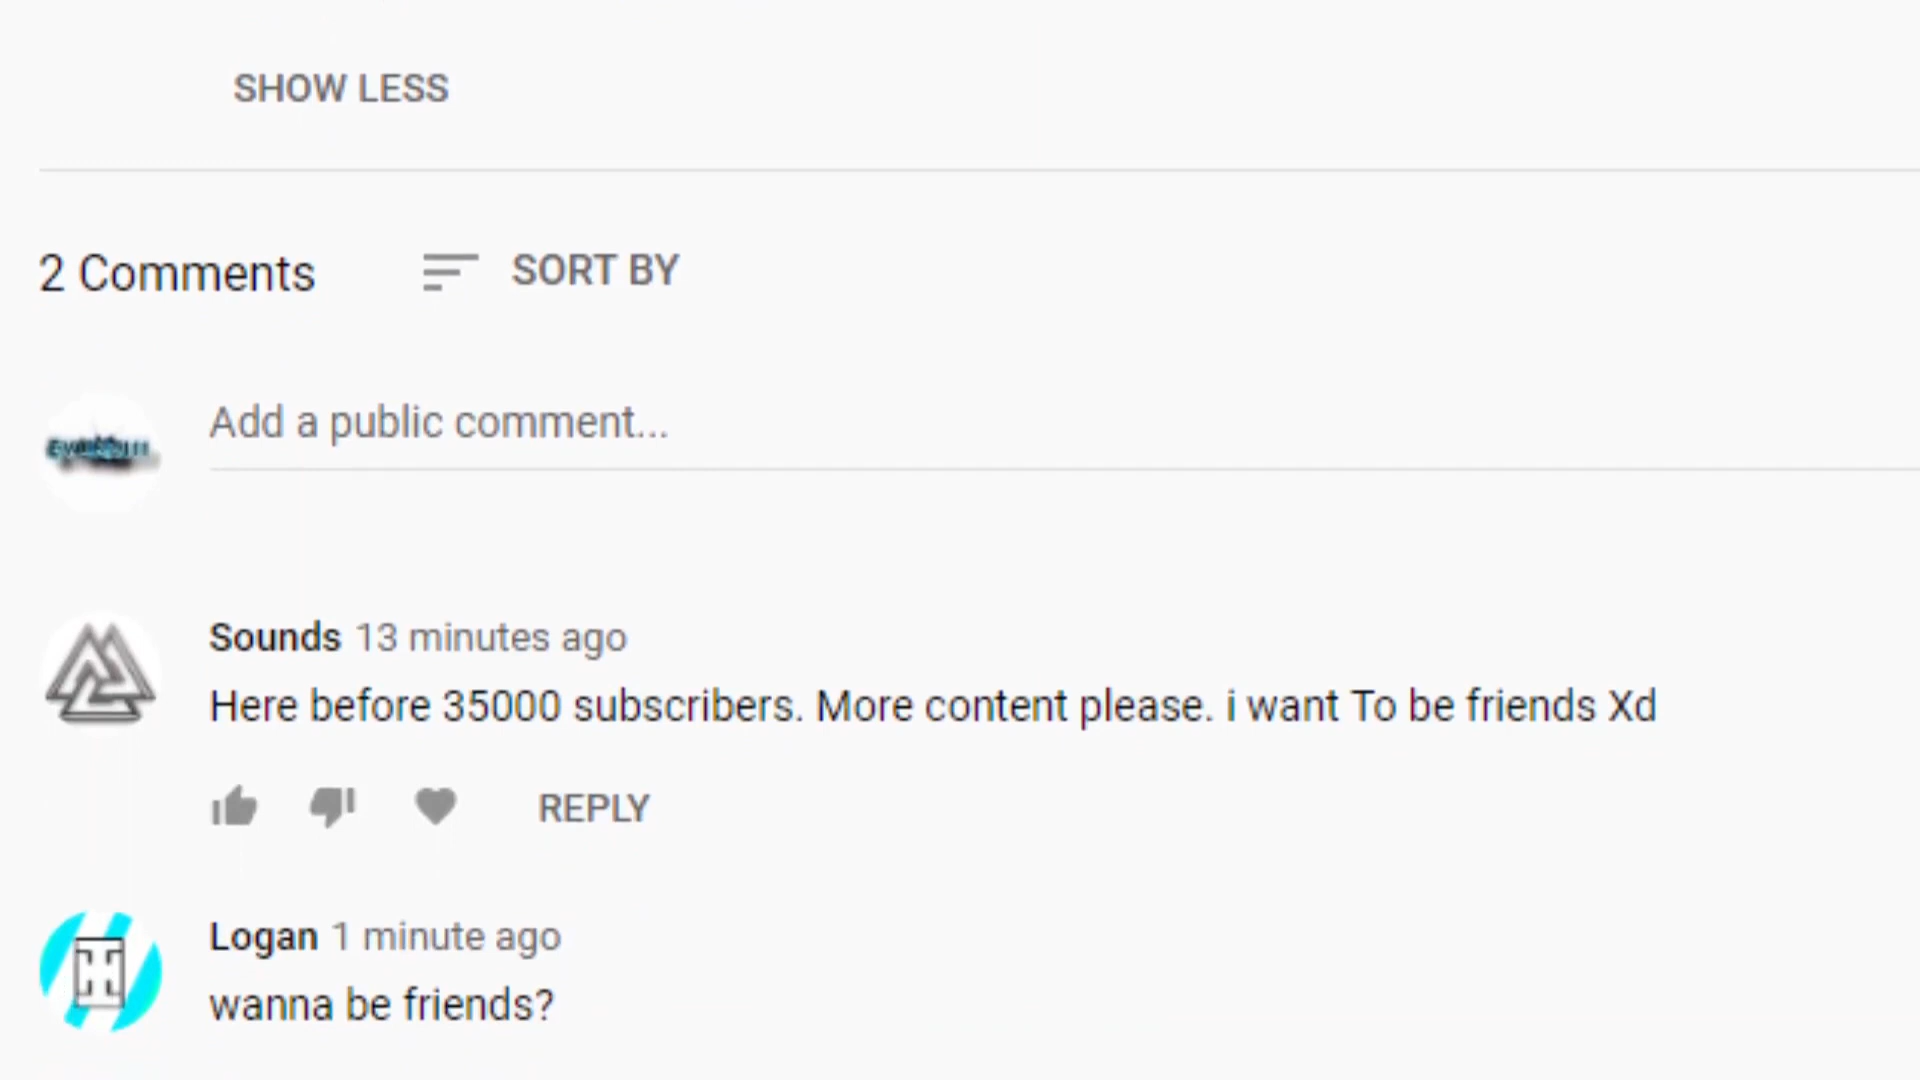 SHOW LESS
2 Comments SORT BY
Add a public comment...
Sounds 13 minutes ago
Here before 35000 subscribers. More content please. i want To be friends Xd
REPLY
Logan 1 minute ago
wanna be friends?